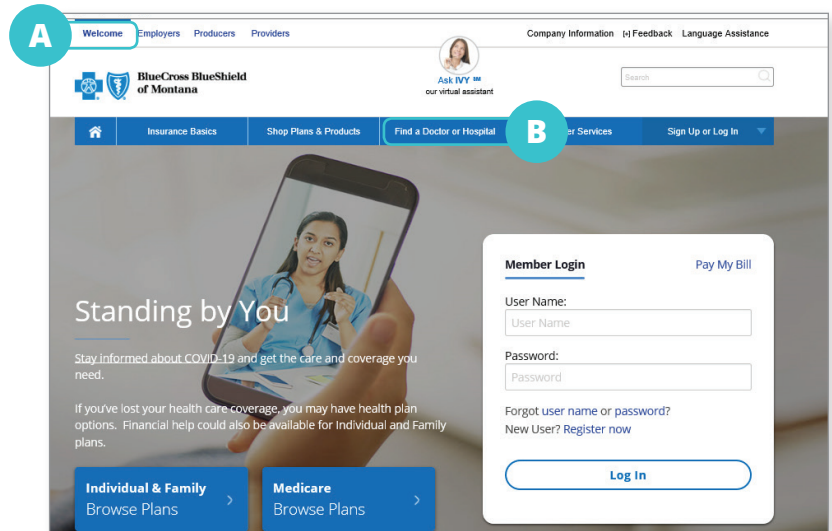 A
Welcome Employers Producers Providers
Company Information [+] Feedback Language Assistance
BlueCross BlueShield
of Montana
Ask IVY SM
our virtual assistant
Search
Insurance Basics Shop Plans & Products Find a Doctor or Hospital B Services Sign Up or Log In
Member Login Pay My Bill
User Name:
User Name
Password:
Password
Forgot user name or password?
New User? Register now
Log In
Standing by You
Stay informed about COVID-19 and get the care and coverage you
need.
If you've lost your health care coverage, you may have health plan
options. Financial help could also be available for Individual and Family
plans.
Individual & Family
Browse Plans
Medicare
Browse Plans